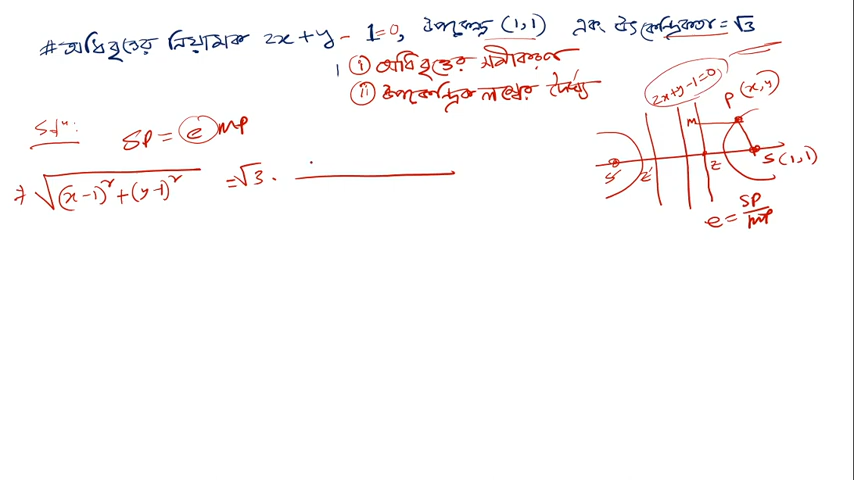 # অধিবৃত্তের নিয়ামক 2x+y-1=0, উপকেন্দ্র (1,1) এবং উৎকেন্দ্রিকতা = √3
(i) অধিবৃত্তের সমীকরণ
(ii) উপকেন্দ্রিক লম্বের দৈর্ঘ্য
2x+y-1=0
P(x,y)
M
Solⁿ:
SP = e MP
S' Z' Z S(1,1)
⇒ √((x-1)²+(y-1)²) = √3 ·
e = SP/MP